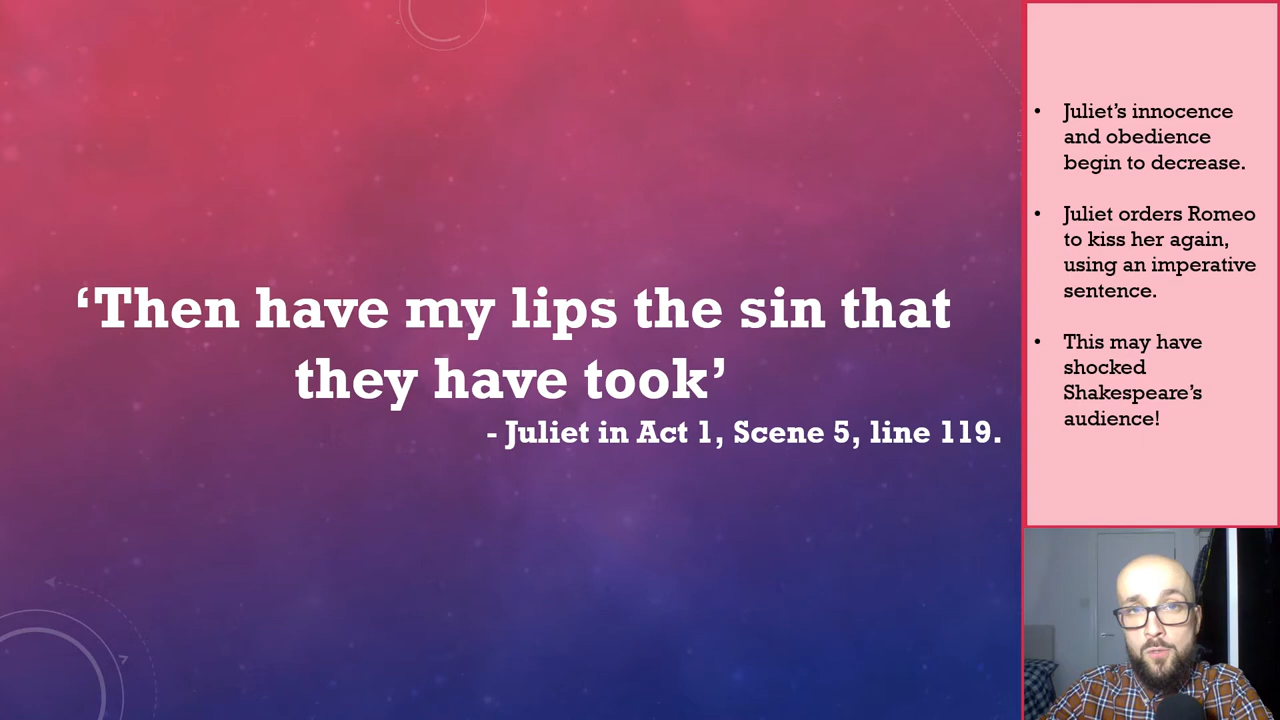 ‘Then have my lips the sin that
they have took’
- Juliet in Act 1, Scene 5, line 119.
• Juliet’s innocence
and obedience
begin to decrease.
• Juliet orders Romeo
to kiss her again,
using an imperative
sentence.
• This may have
shocked
Shakespeare’s
audience!